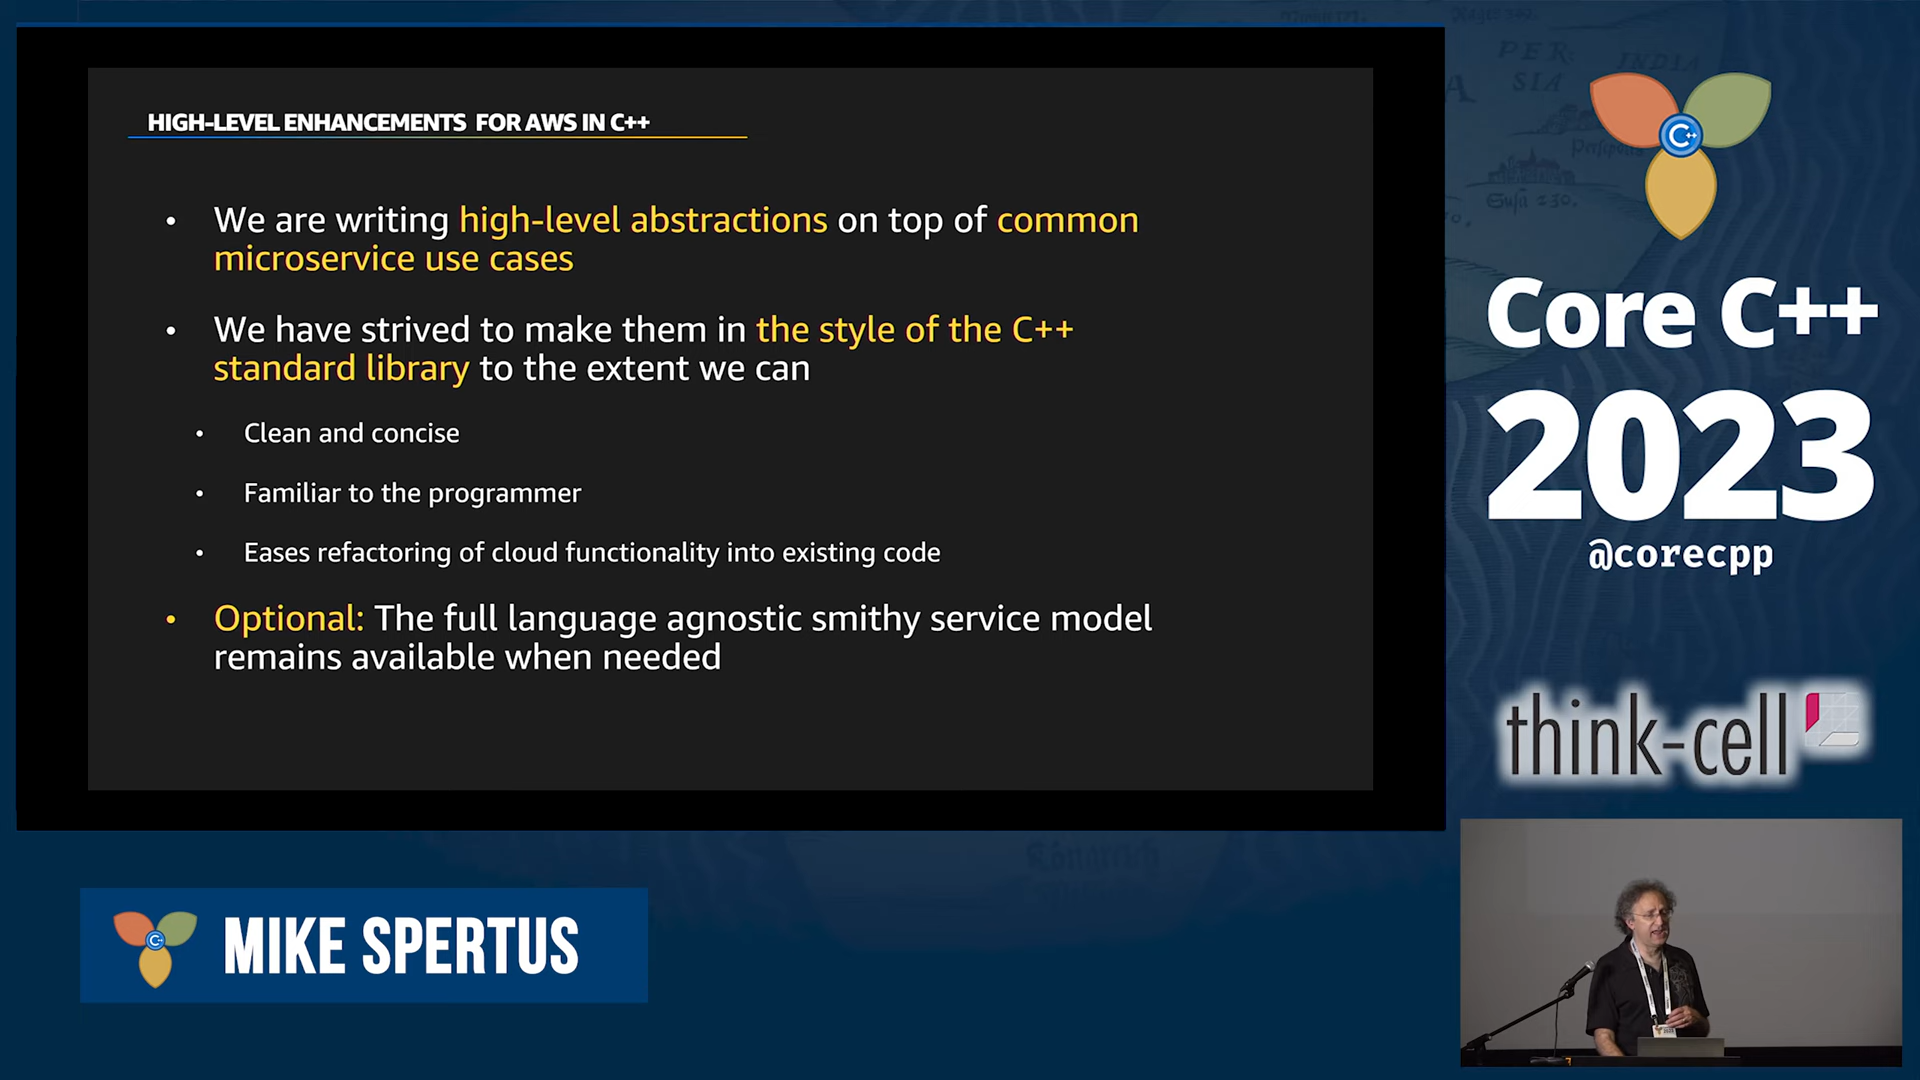 HIGH-LEVEL ENHANCEMENTS FOR AWS IN C++
• We are writing high-level abstractions on top of common
microservice use cases
• We have strived to make them in the style of the C++
standard library to the extent we can
• Clean and concise
• Familiar to the programmer
• Eases refactoring of cloud functionality into existing code
• Optional: The full language agnostic smithy service model
remains available when needed
PER
SIA
INDIA
C++
Core C++
2023
@corecpp
think-cell
C++
MIKE SPERTUS